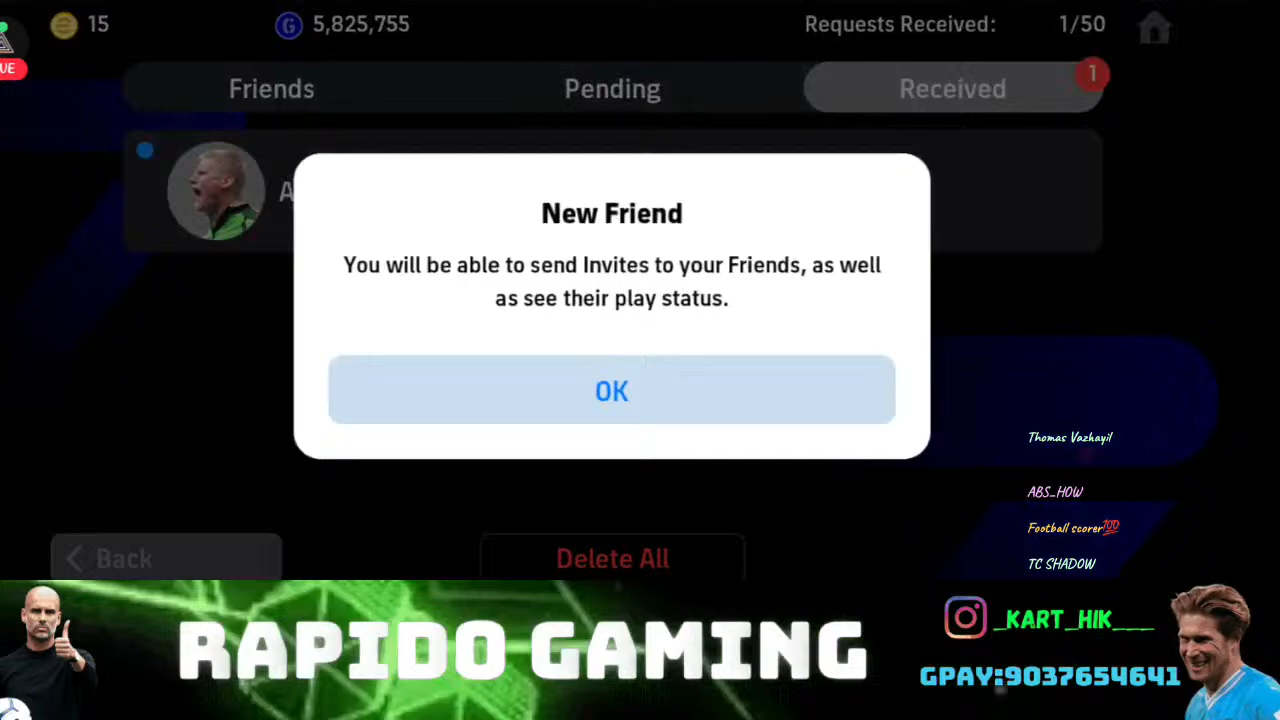 15
G 5,825,755
Requests Received: 1/50
VE
Friends
Pending
Received
1
A
New Friend
You will be able to send Invites to your Friends, as well
as see their play status.
OK
Thomas Vazhayil
ABS_HOW
Football scorer💯
TC SHADOW
Back
Delete All
RAPIDO GAMING
_KART_HIK___
GPAY:9037654641